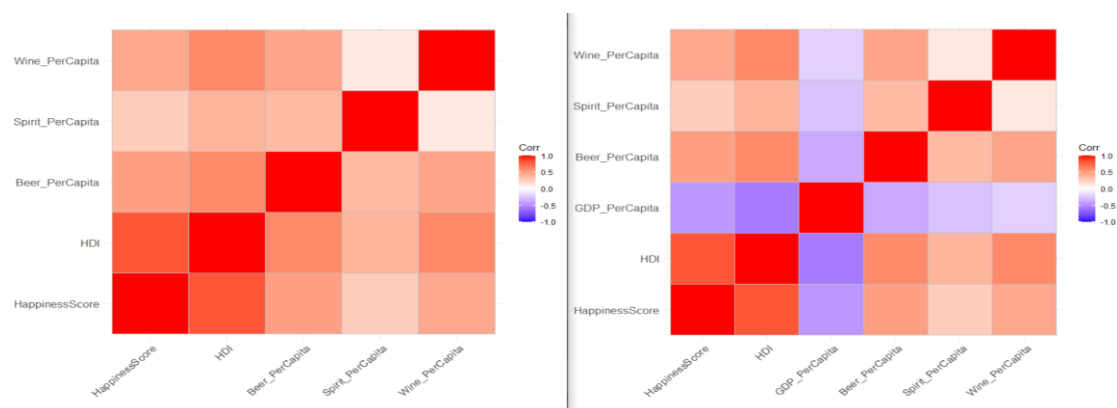 Wine_PerCapita
Spirit_PerCapita
Beer_PerCapita
HDI
HappinessScore
HappinessScore
HDI
Beer_PerCapita
Spirit_PerCapita
Wine_PerCapita
Corr
1.0
0.5
0.0
-0.5
-1.0
Wine_PerCapita
Spirit_PerCapita
Beer_PerCapita
GDP_PerCapita
HDI
HappinessScore
HappinessScore
HDI
GDP_PerCapita
Beer_PerCapita
Spirit_PerCapita
Wine_PerCapita
Corr
1.0
0.5
0.0
-0.5
-1.0